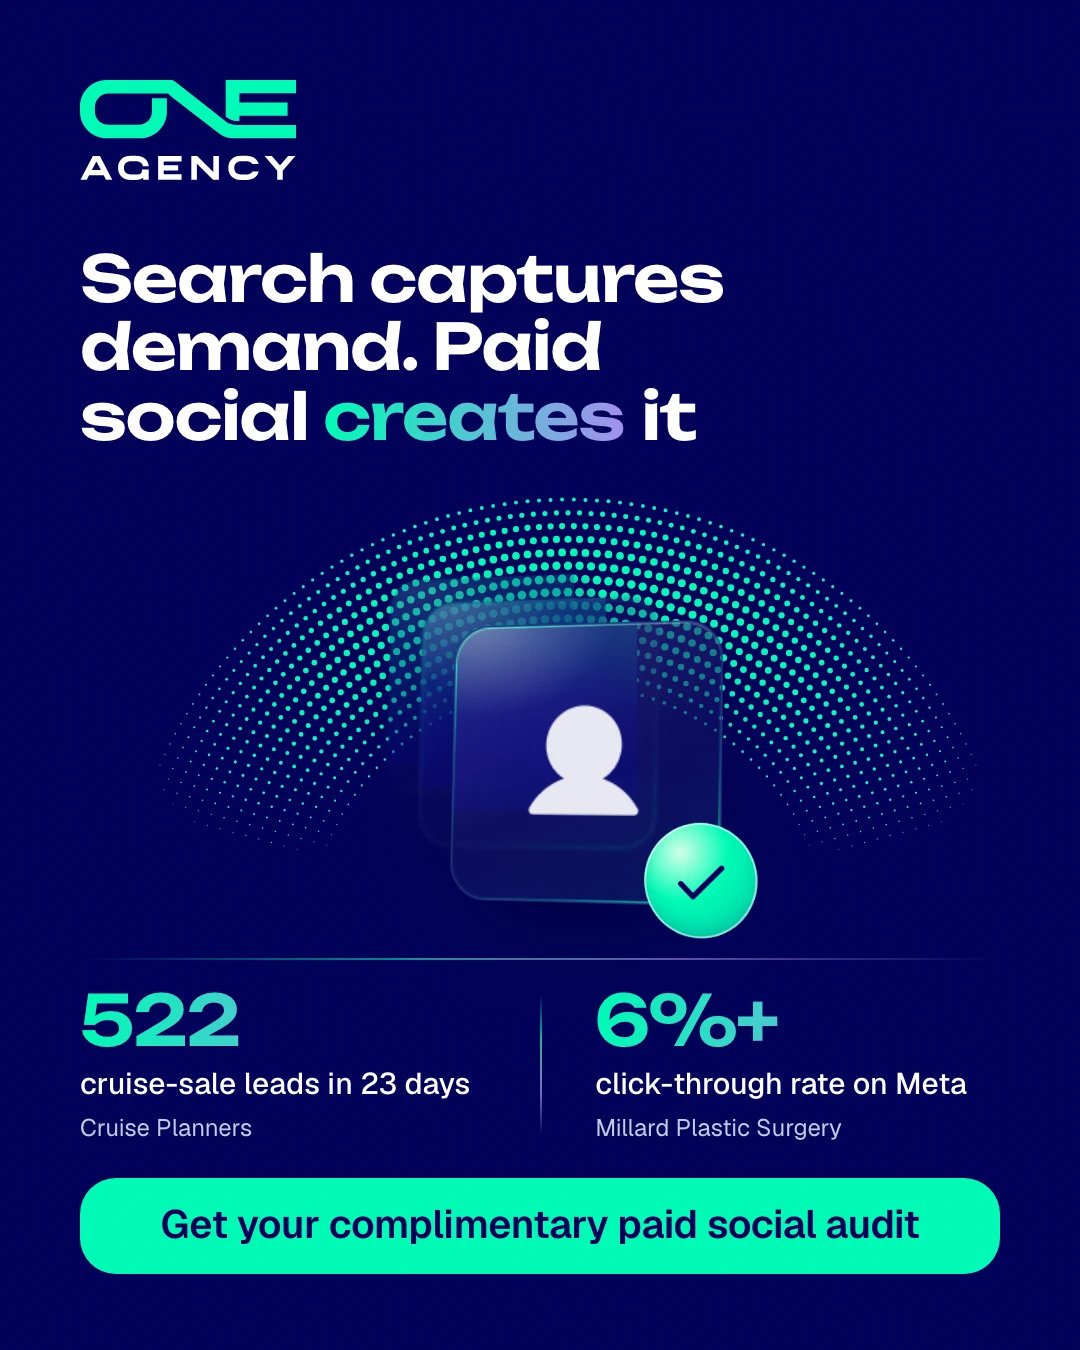 ONE
AGENCY
Search captures
demand. Paid
social creates it
522
cruise-sale leads in 23 days
Cruise Planners
6%+
click-through rate on Meta
Millard Plastic Surgery
Get your complimentary paid social audit